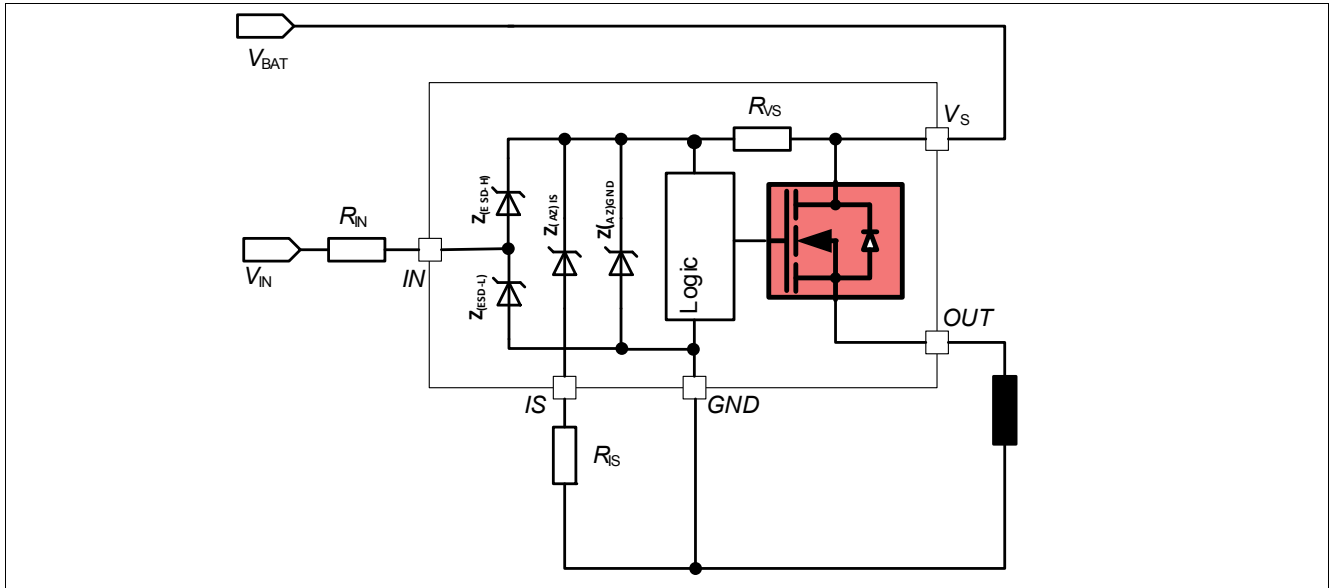 VBAT
VS
RVS
Z(ESD-H)
Z(AZ)IS
Z(AZ)GND
RIN
VIN
IN
Z(ESD-L)
Logic
OUT
IS
GND
RIS